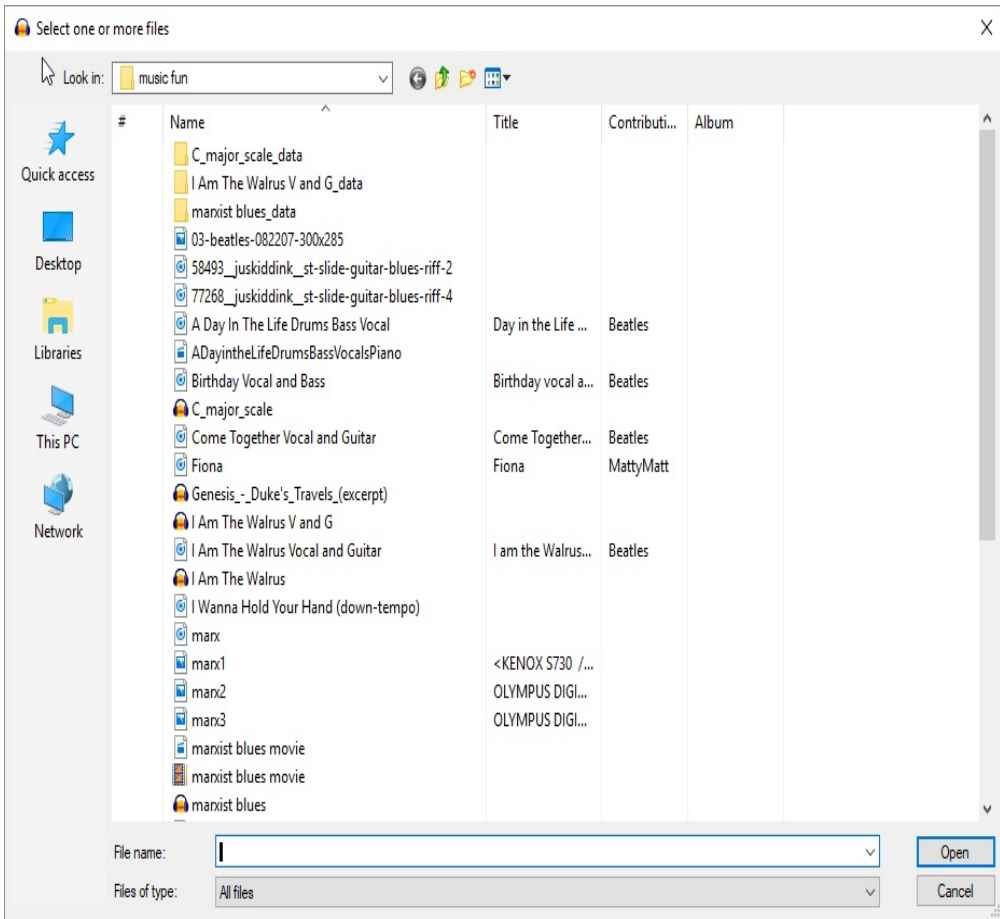 Select one or more files
Look in: music fun
# Name Title Contributi... Album
Quick access
Desktop
Libraries
This PC
Network
C_major_scale_data
I Am The Walrus V and G_data
marxist blues_data
03-beatles-082207-300x285
58493__juskiddink__st-slide-guitar-blues-riff-2
77268__juskiddink__st-slide-guitar-blues-riff-4
A Day In The Life Drums Bass Vocal Day in the Life ... Beatles
ADayintheLifeDrumsBassVocalsPiano
Birthday Vocal and Bass Birthday vocal a... Beatles
C_major_scale
Come Together Vocal and Guitar Come Together... Beatles
Fiona Fiona MattyMatt
Genesis_-_Duke's_Travels_(excerpt)
I Am The Walrus V and G
I Am The Walrus Vocal and Guitar I am the Walrus... Beatles
I Am The Walrus
I Wanna Hold Your Hand (down-tempo)
marx
marx1 <KENOX S730 /...
marx2 OLYMPUS DIGI...
marx3 OLYMPUS DIGI...
marxist blues movie
marxist blues movie
marxist blues
File name: Open
Files of type: All files Cancel